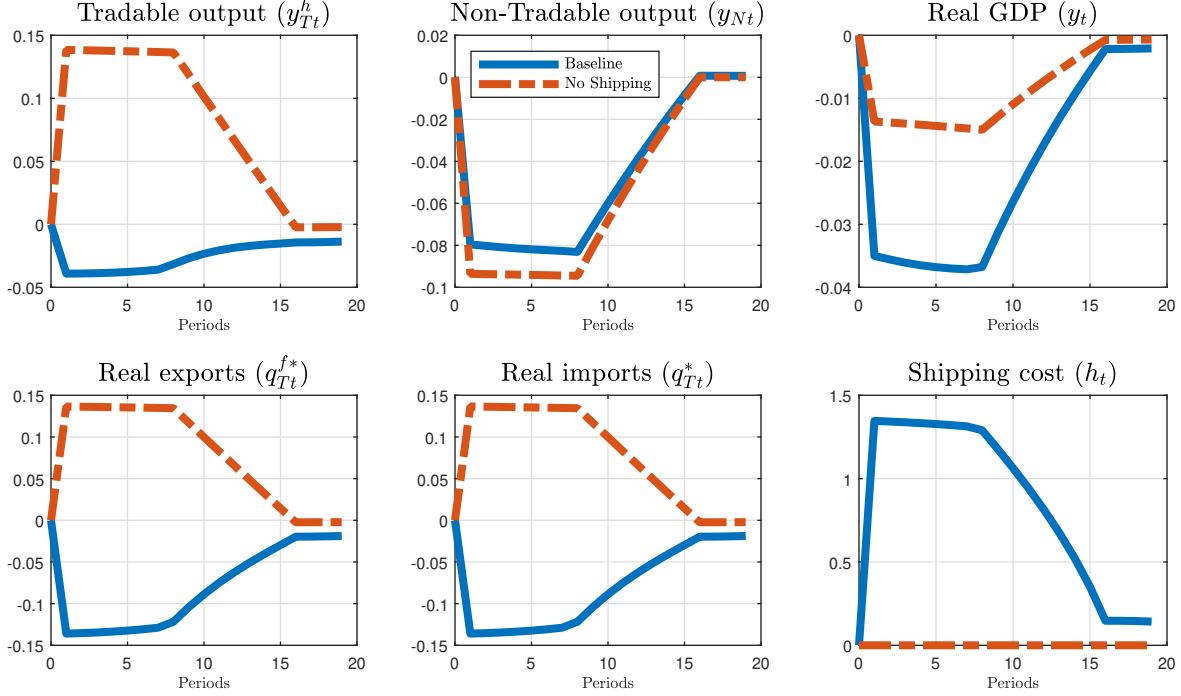 Tradable output (y^h_{Tt})
0.15
0.1
0.05
0
-0.05
0 5 10 15 20
Periods
Non-Tradable output (y_{Nt})
0.02
0
-0.02
-0.04
-0.06
-0.08
-0.1
Baseline
No Shipping
0 5 10 15 20
Periods
Real GDP (y_t)
0
-0.01
-0.02
-0.03
-0.04
0 5 10 15 20
Periods
Real exports (q^{f*}_{Tt})
0.15
0.1
0.05
0
-0.05
-0.1
-0.15
0 5 10 15 20
Periods
Real imports (q^*_{Tt})
0.15
0.1
0.05
0
-0.05
-0.1
-0.15
0 5 10 15 20
Periods
Shipping cost (h_t)
1.5
1
0.5
0
0 5 10 15 20
Periods